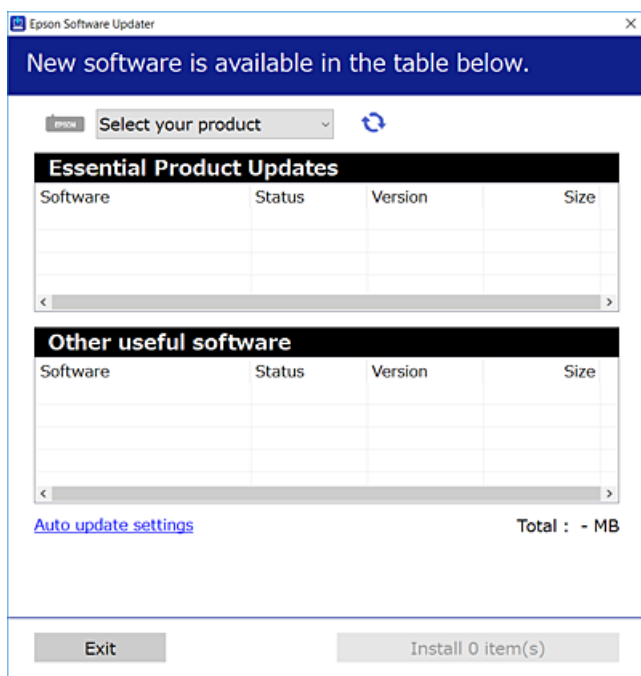 Epson Software Updater
New software is available in the table below.
EPSON Select your product
Essential Product Updates
Software Status Version Size
Other useful software
Software Status Version Size
Auto update settings Total : - MB
Exit Install 0 item(s)